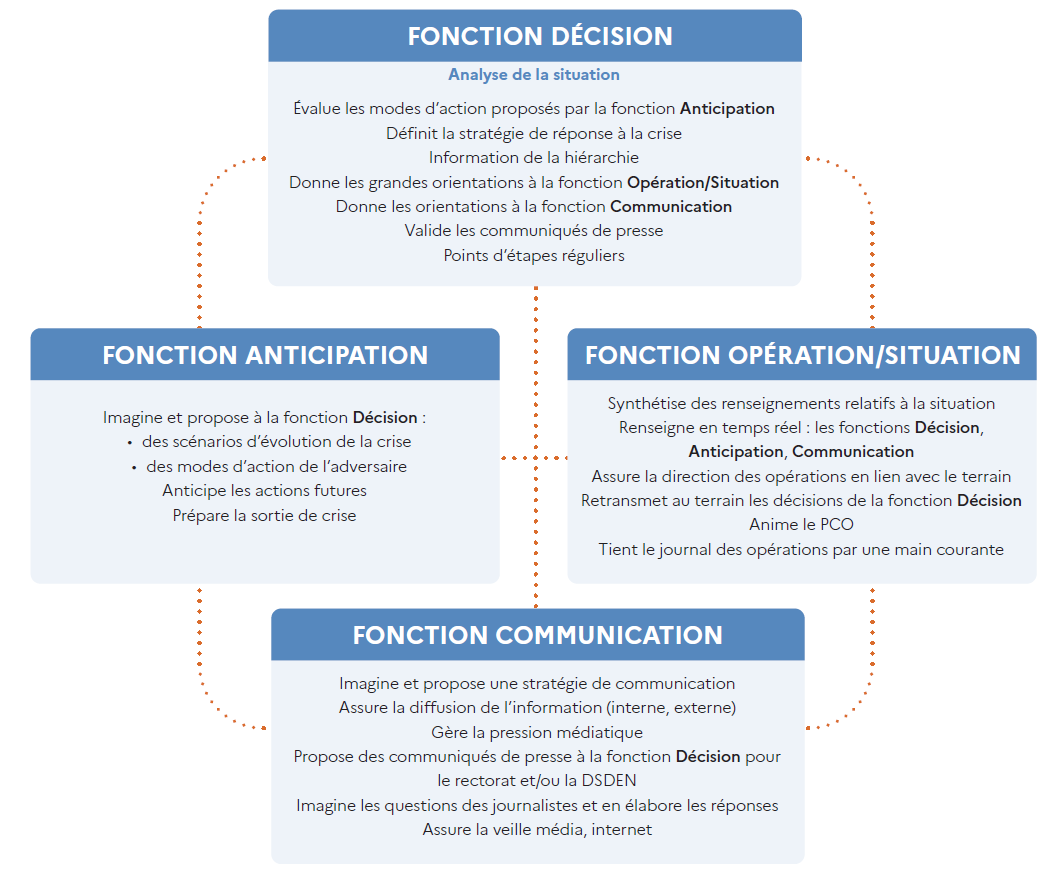 FONCTION DÉCISION
Analyse de la situation
Évalue les modes d’action proposés par la fonction Anticipation
Définit la stratégie de réponse à la crise
Information de la hiérarchie
Donne les grandes orientations à la fonction Opération/Situation
Donne les orientations à la fonction Communication
Valide les communiqués de presse
Points d’étapes réguliers
FONCTION ANTICIPATION
Imagine et propose à la fonction Décision :
• des scénarios d’évolution de la crise
• des modes d’action de l’adversaire
Anticipe les actions futures
Prépare la sortie de crise
FONCTION OPÉRATION/SITUATION
Synthétise des renseignements relatifs à la situation
Renseigne en temps réel : les fonctions Décision,
Anticipation, Communication
Assure la direction des opérations en lien avec le terrain
Retransmet au terrain les décisions de la fonction Décision
Anime le PCO
Tient le journal des opérations par une main courante
FONCTION COMMUNICATION
Imagine et propose une stratégie de communication
Assure la diffusion de l’information (interne, externe)
Gère la pression médiatique
Propose des communiqués de presse à la fonction Décision pour
le rectorat et/ou la DSDEN
Imagine les questions des journalistes et en élabore les réponses
Assure la veille média, internet